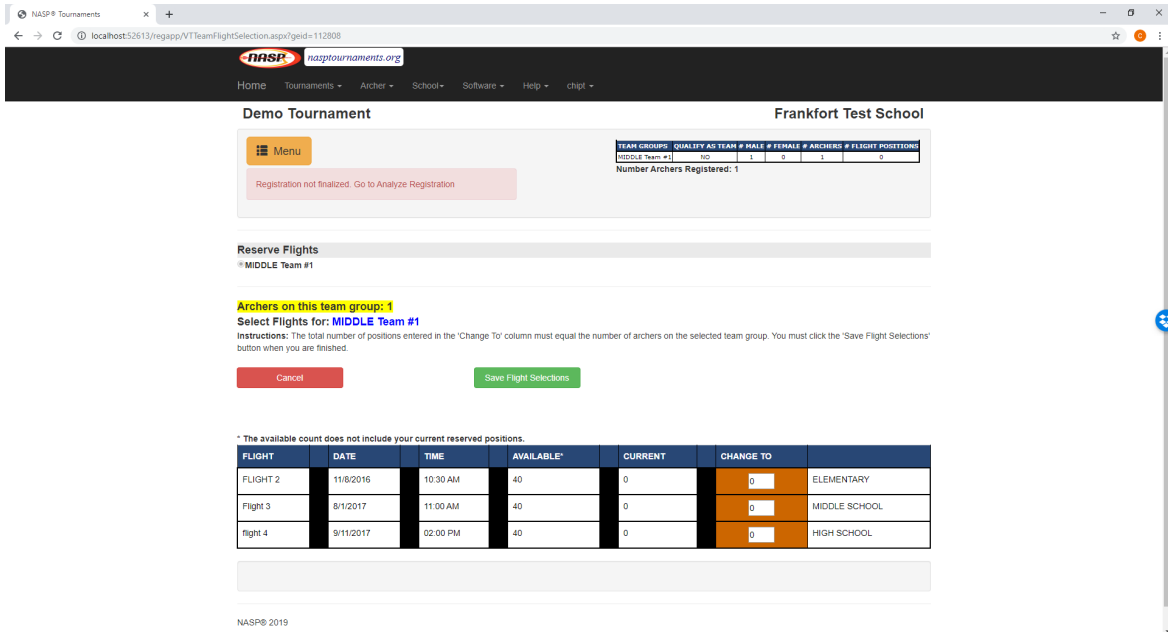 NASP® Tournaments
localhost:52613/regapp/VTTeamFlightSelection.aspx?geid=112808
C
NASP nasptournaments.org
Home Tournaments Archer School Software Help chipt
Demo Tournament Frankfort Test School
Menu
TEAM GROUPS QUALIFY AS TEAM # MALE # FEMALE # ARCHERS # FLIGHT POSITIONS
MIDDLE Team #1 NO 1 0 1 0
Number Archers Registered: 1
Registration not finalized. Go to Analyze Registration
Reserve Flights
MIDDLE Team #1
Archers on this team group: 1
Select Flights for: MIDDLE Team #1
Instructions: The total number of positions entered in the 'Change To' column must equal the number of archers on the selected team group. You must click the 'Save Flight Selections'
button when you are finished.
Cancel Save Flight Selections
* The available count does not include your current reserved positions.
FLIGHT DATE TIME AVAILABLE* CURRENT CHANGE TO
FLIGHT 2 11/8/2016 10:30 AM 40 0 0 ELEMENTARY
Flight 3 8/1/2017 11:00 AM 40 0 0 MIDDLE SCHOOL
flight 4 9/11/2017 02:00 PM 40 0 0 HIGH SCHOOL
NASP® 2019